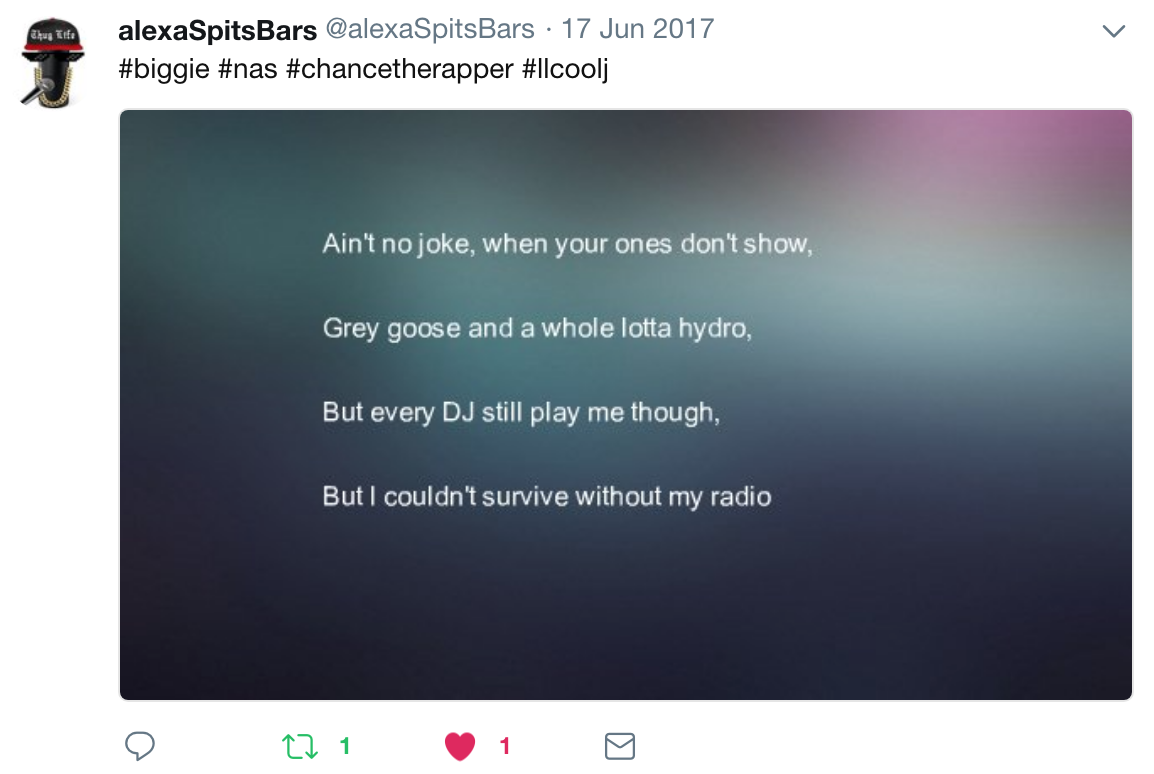 Thug Life
alexaSpitsBars @alexaSpitsBars · 17 Jun 2017
#biggie #nas #chancetherapper #llcoolj
Ain't no joke, when your ones don't show,
Grey goose and a whole lotta hydro,
But every DJ still play me though,
But I couldn't survive without my radio
1 1